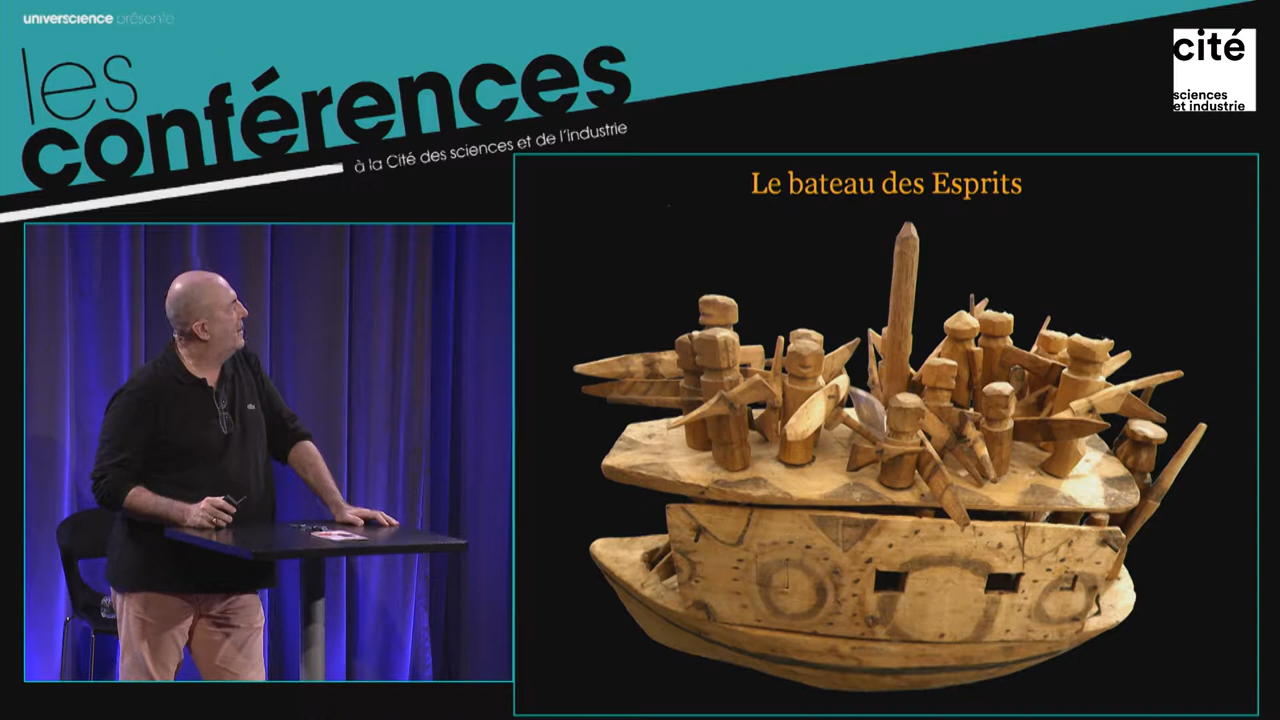 universcience présente
les
conférences
à la Cité des sciences et de l'industrie
cité
sciences
et industrie
Le bateau des Esprits